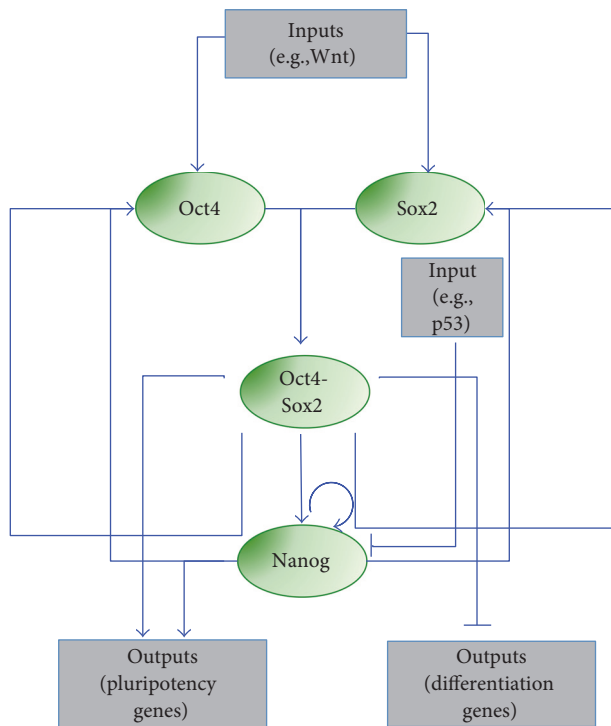 Inputs
(e.g.,Wnt)
Oct4
Sox2
Input
(e.g.,
p53)
Oct4-
Sox2
Nanog
Outputs
(pluripotency
genes)
Outputs
(differentiation
genes)